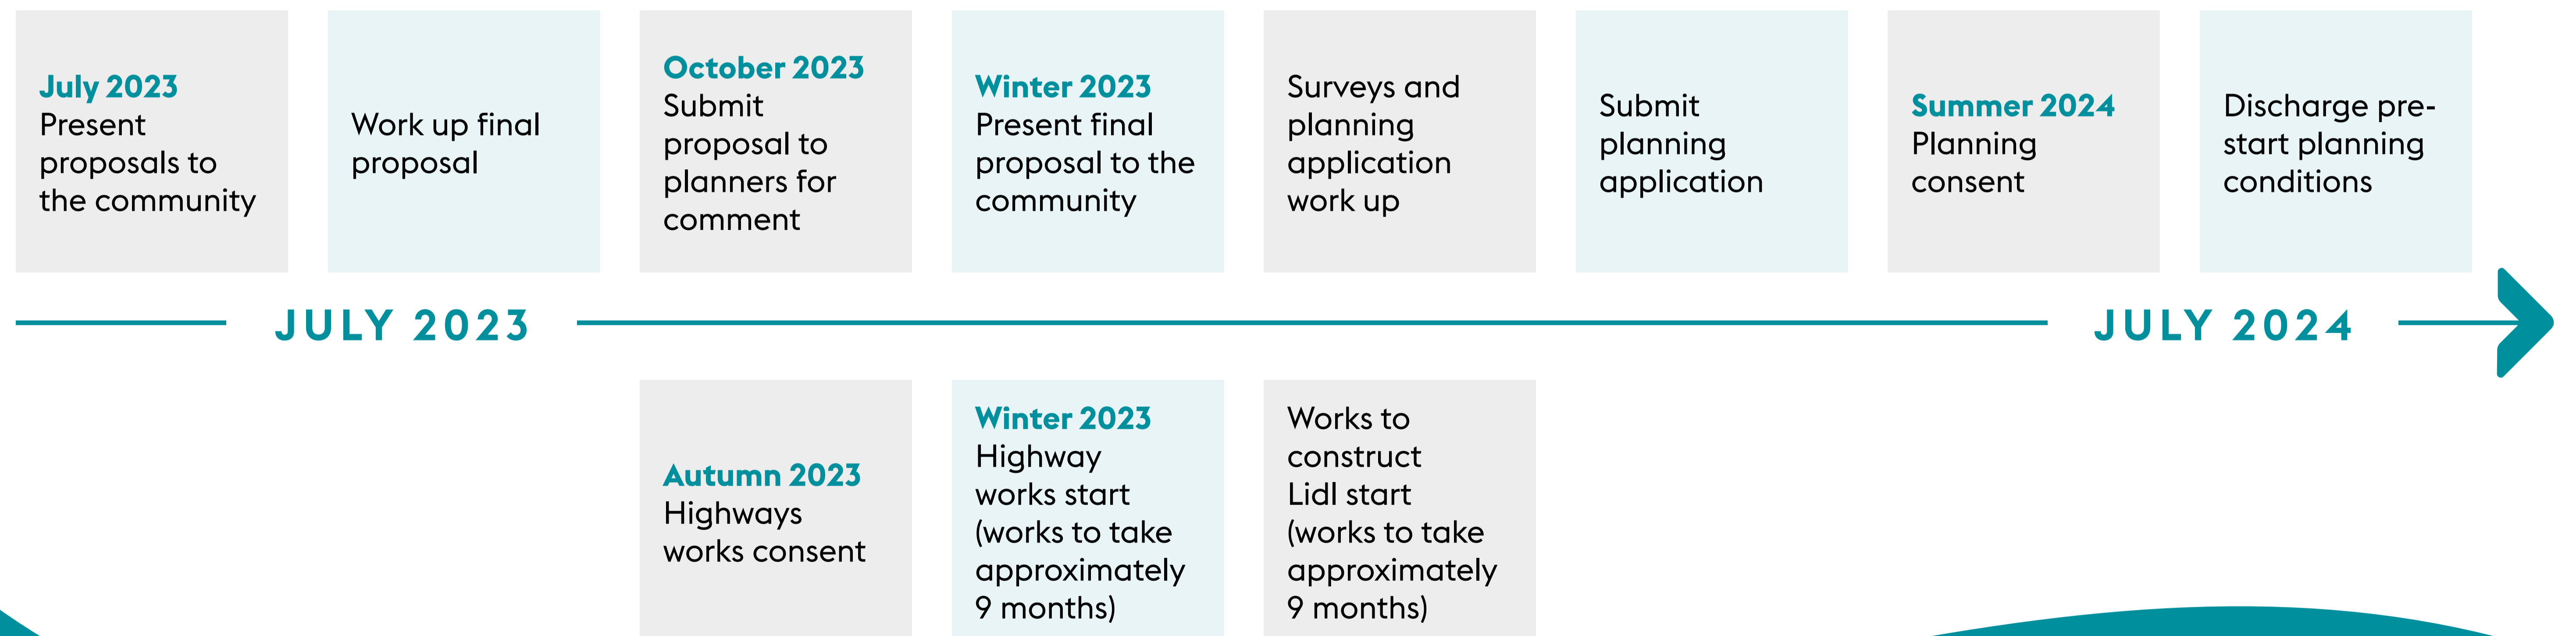 July 2023
Present
proposals to
the community
Work up final
proposal
October 2023
Submit
proposal to
planners for
comment
Winter 2023
Present final
proposal to the
community
Surveys and
planning
application
work up
Submit
planning
application
Summer 2024
Planning
consent
Discharge pre-
start planning
conditions
JULY 2023
JULY 2024
Autumn 2023
Highways
works consent
Winter 2023
Highway
works start
(works to take
approximately
9 months)
Works to
construct
Lidl start
(works to take
approximately
9 months)